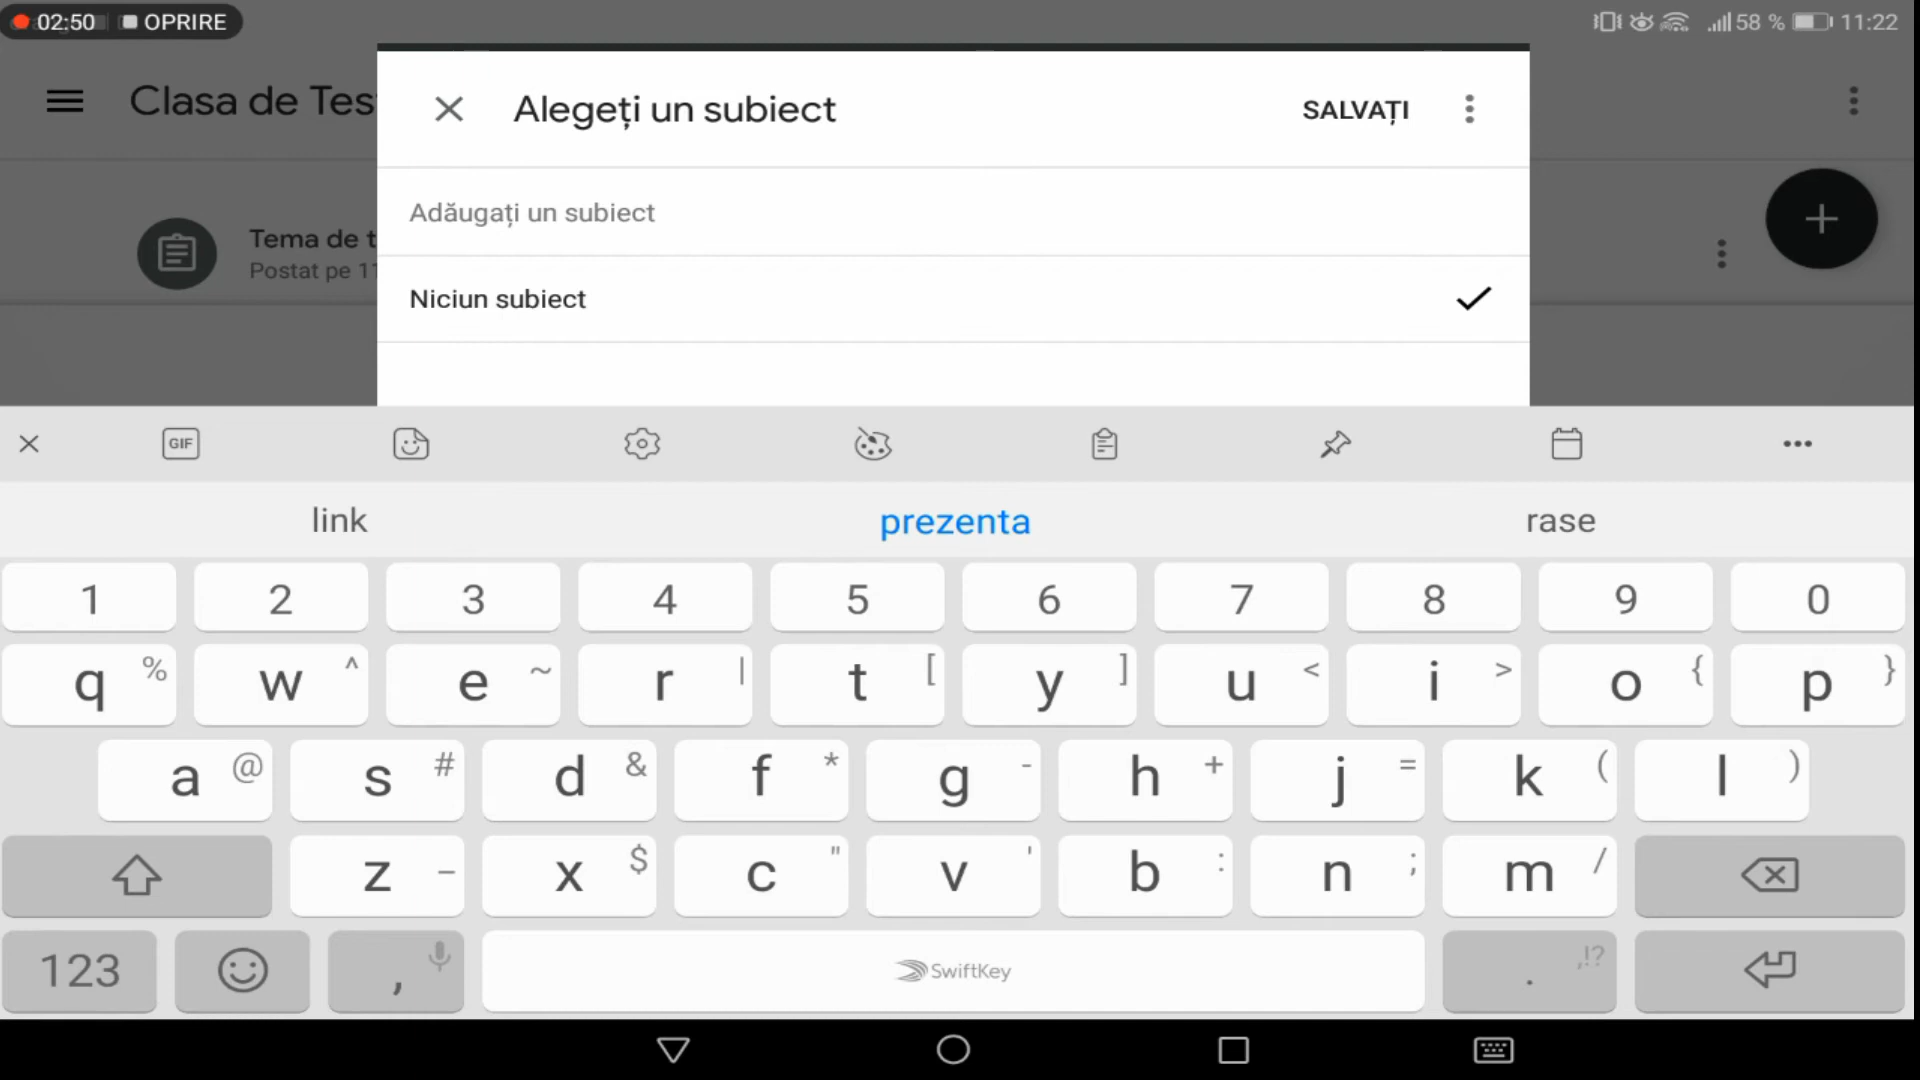 02:50 OPRIRE
58 % 11:22
Clasa de Tes
Alegeți un subiect
SALVAȚI
Adăugați un subiect
Tema de t
Postat pe 11
Niciun subiect
GIF
link prezenta rase
1 2 3 4 5 6 7 8 9 0
q % w ^ e ~ r | t [ y ] u < i > o { p }
a @ s # d & f * g - h + j = k ( l )
z _ x $ c " v ' b : n ; m /
123 , SwiftKey . ,!?